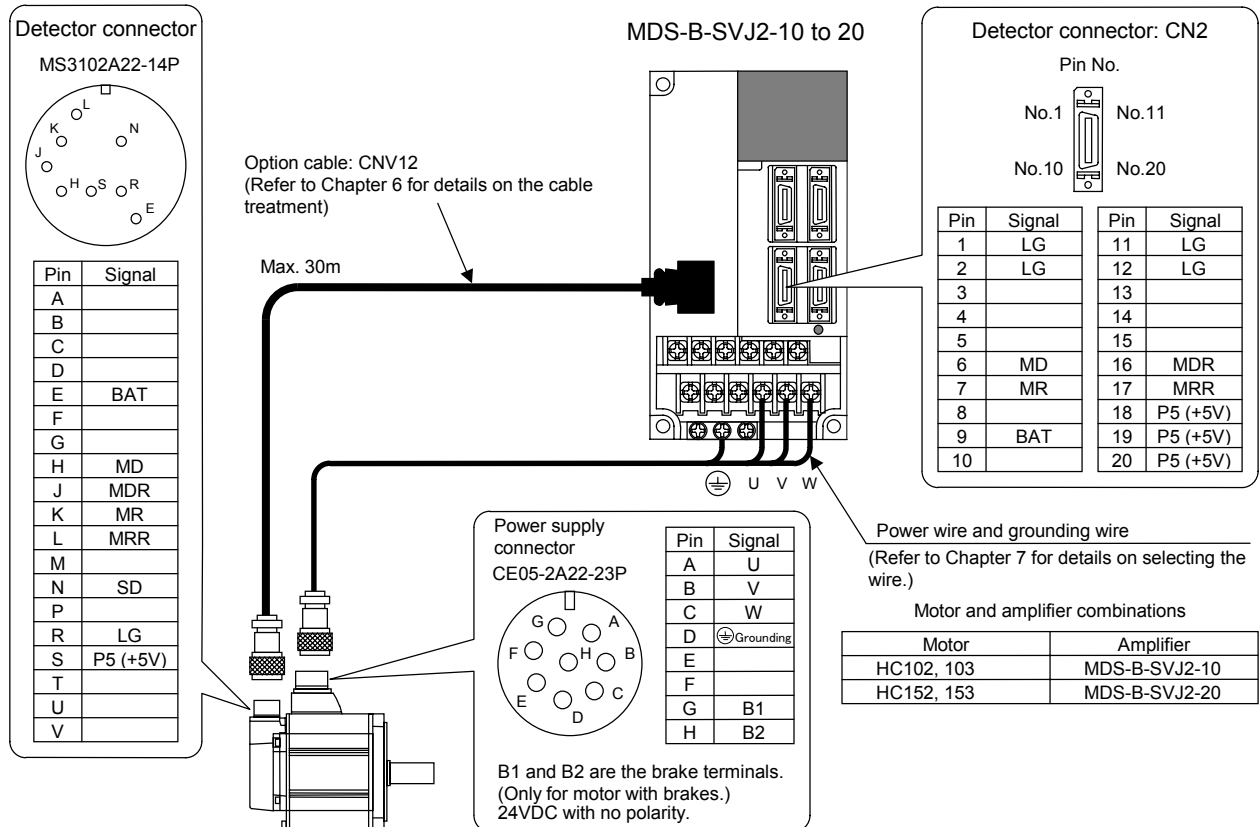 Detector connector
MS3102A22-14P
L
K
N
J
H
S
R
E
Pin Signal
A
B
C
D
E BAT
F
G
H MD
J MDR
K MR
L MRR
M
N SD
P
R LG
S P5 (+5V)
T
U
V
Option cable: CNV12
(Refer to Chapter 6 for details on the cable
treatment)
Max. 30m
MDS-B-SVJ2-10 to 20
U V W
Detector connector: CN2
Pin No.
No.1 No.11
No.10 No.20
Pin Signal
1 LG
2 LG
3
4
5
6 MD
7 MR
8
9 BAT
10
Pin Signal
11 LG
12 LG
13
14
15
16 MDR
17 MRR
18 P5 (+5V)
19 P5 (+5V)
20 P5 (+5V)
Power supply
connector
CE05-2A22-23P
G A
F H B
E C
D
Pin Signal
A U
B V
C W
D Grounding
E
F
G B1
H B2
B1 and B2 are the brake terminals.
(Only for motor with brakes.)
24VDC with no polarity.
Power wire and grounding wire
(Refer to Chapter 7 for details on selecting the
wire.)
Motor and amplifier combinations
Motor Amplifier
HC102, 103 MDS-B-SVJ2-10
HC152, 153 MDS-B-SVJ2-20